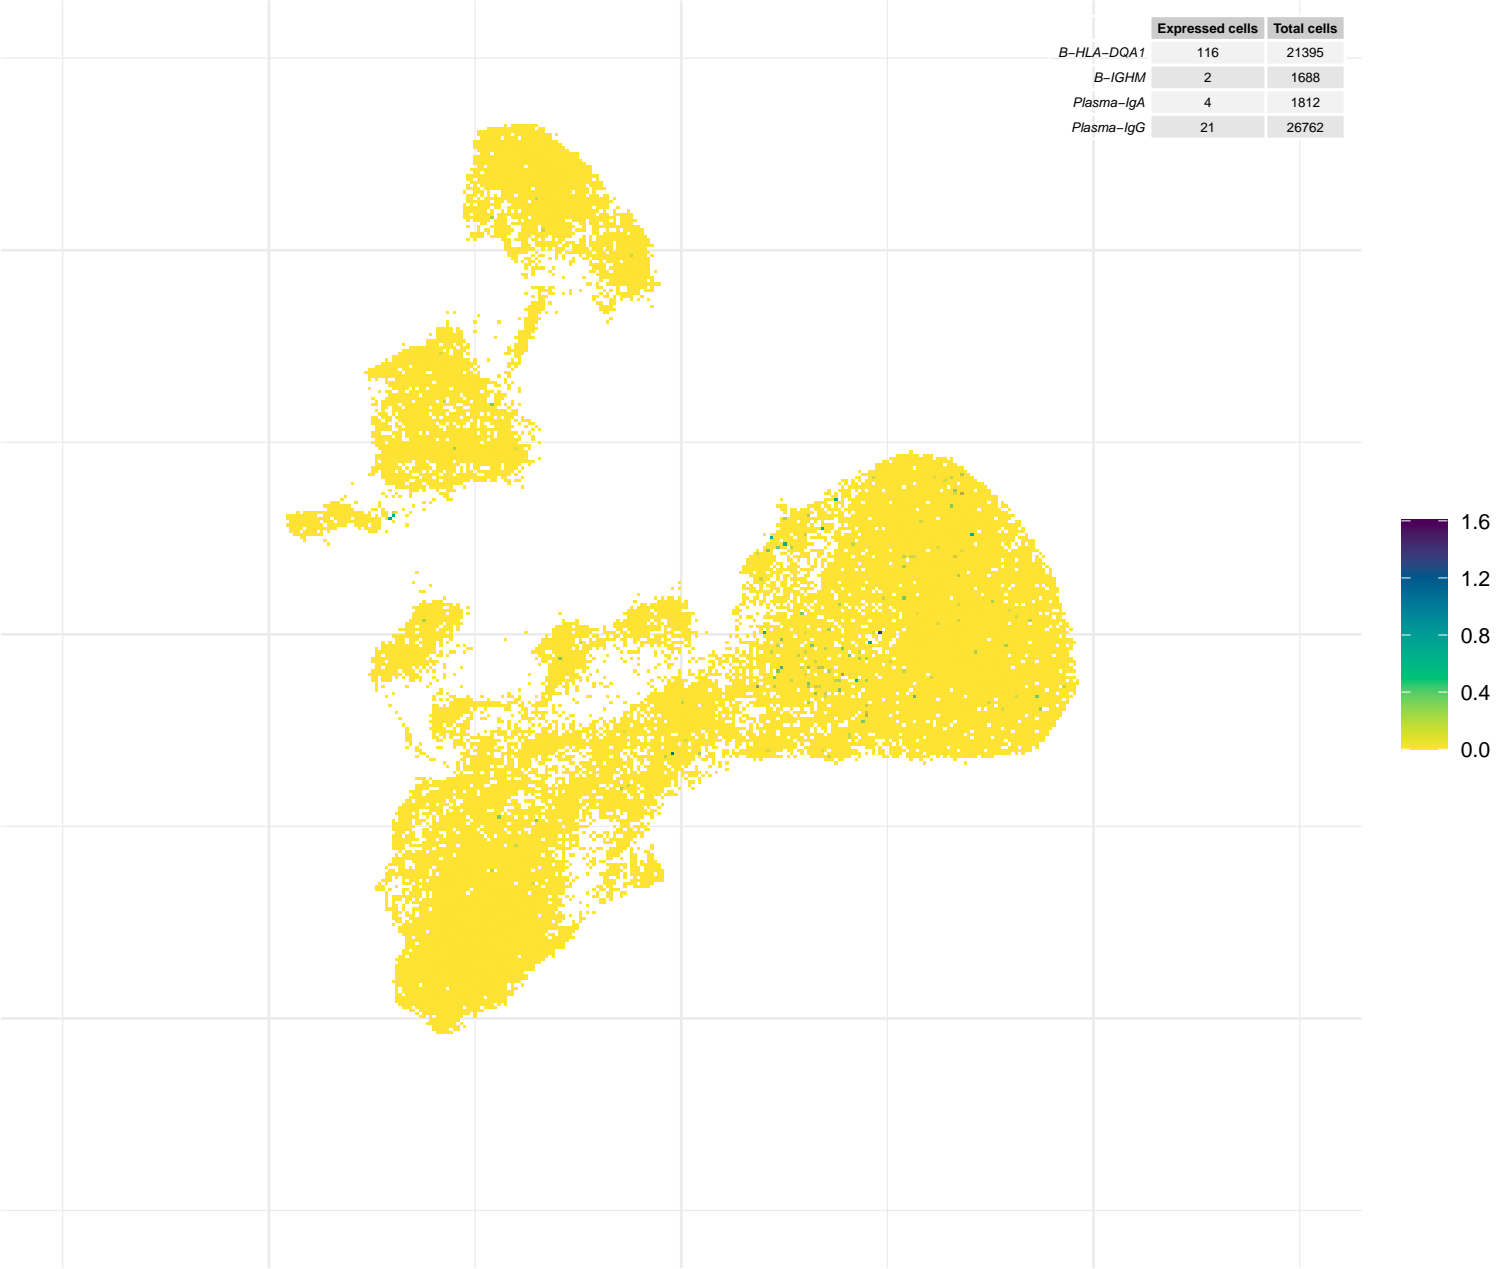 Expressed cells Total cells
B−HLA−DQA1 116 21395
B−IGHM 2 1688
Plasma−IgA 4 1812
Plasma−IgG 21 26762
1.6
1.2
0.8
0.4
0.0